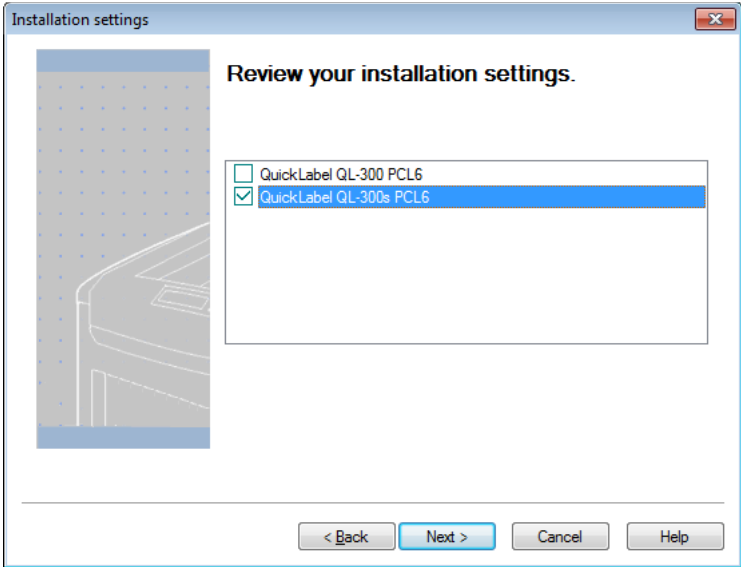 Installation settings
Review your installation settings.
QuickLabel QL-300 PCL6
QuickLabel QL-300s PCL6
< Back
Next >
Cancel
Help